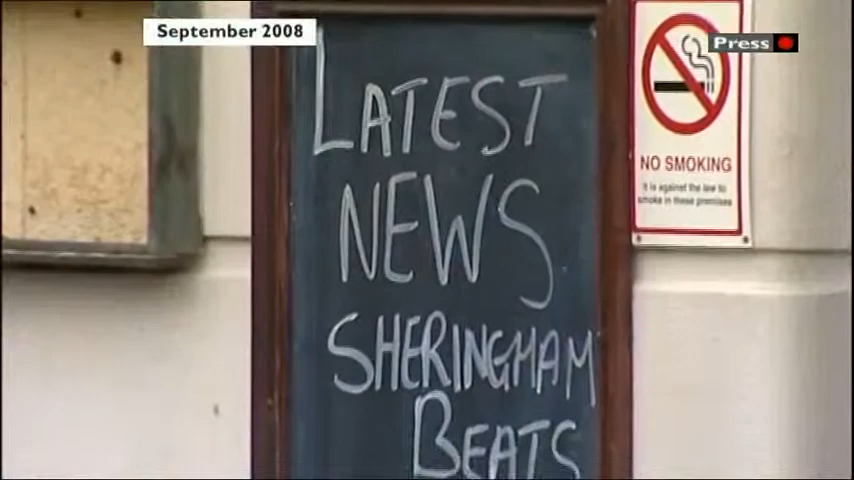 September 2008
Press
LATEST
NEWS
SHERINGHAM
BEATS
NO SMOKING
It is against the law to
smoke in these premises